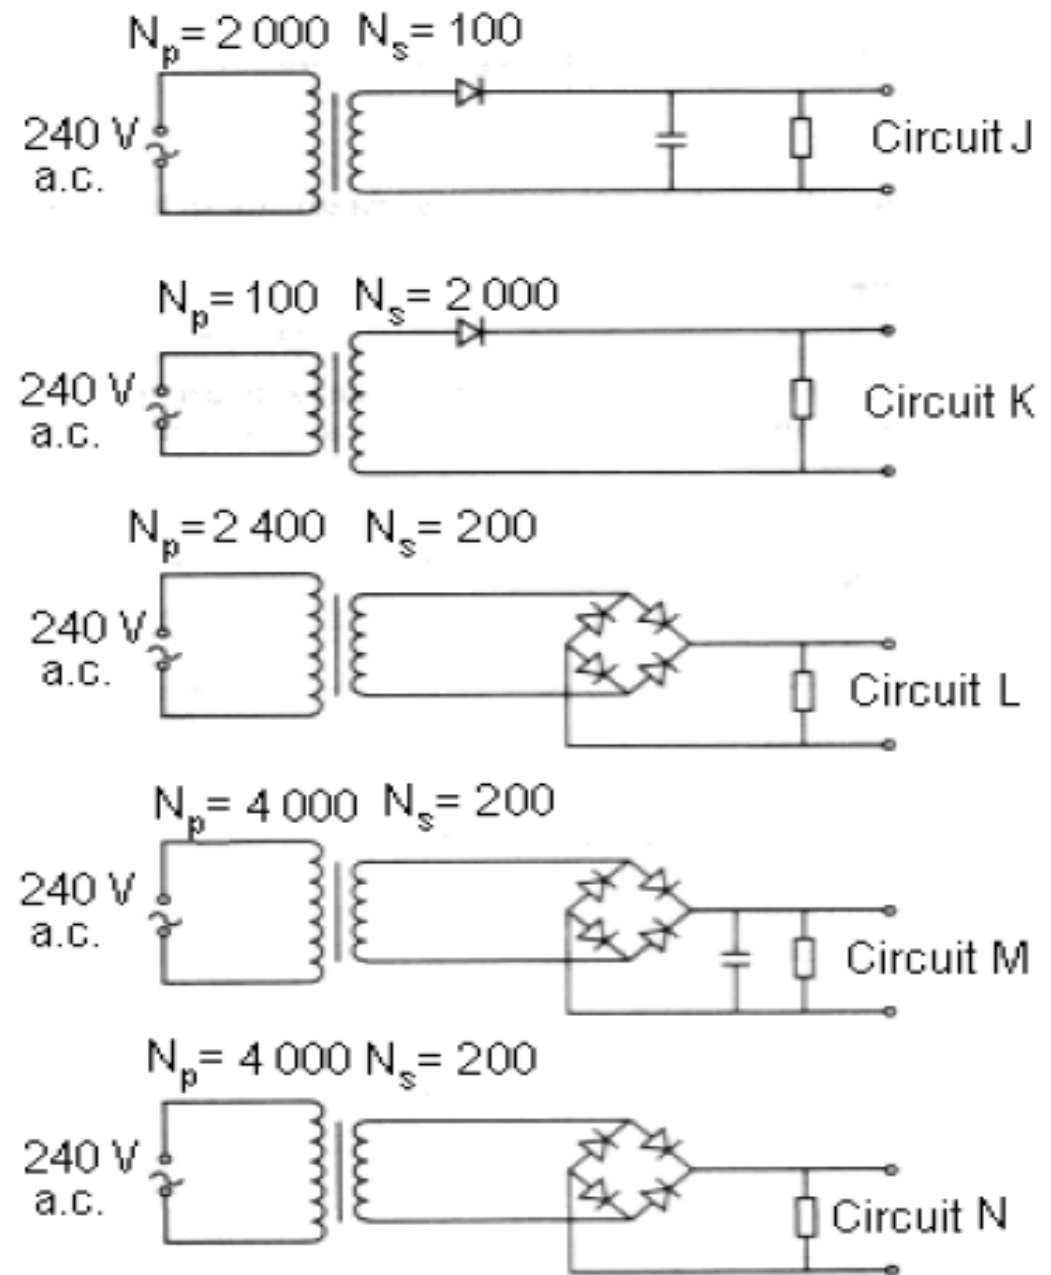 Np= 2 000 Ns= 100
240 V
a.c.
Circuit J
Np= 100 Ns= 2 000
240 V
a.c.
Circuit K
Np=2 400 Ns= 200
240 V
a.c.
Circuit L
Np= 4 000 Ns= 200
240 V
a.c.
Circuit M
Np= 4 000 Ns= 200
240 V
a.c.
Circuit N